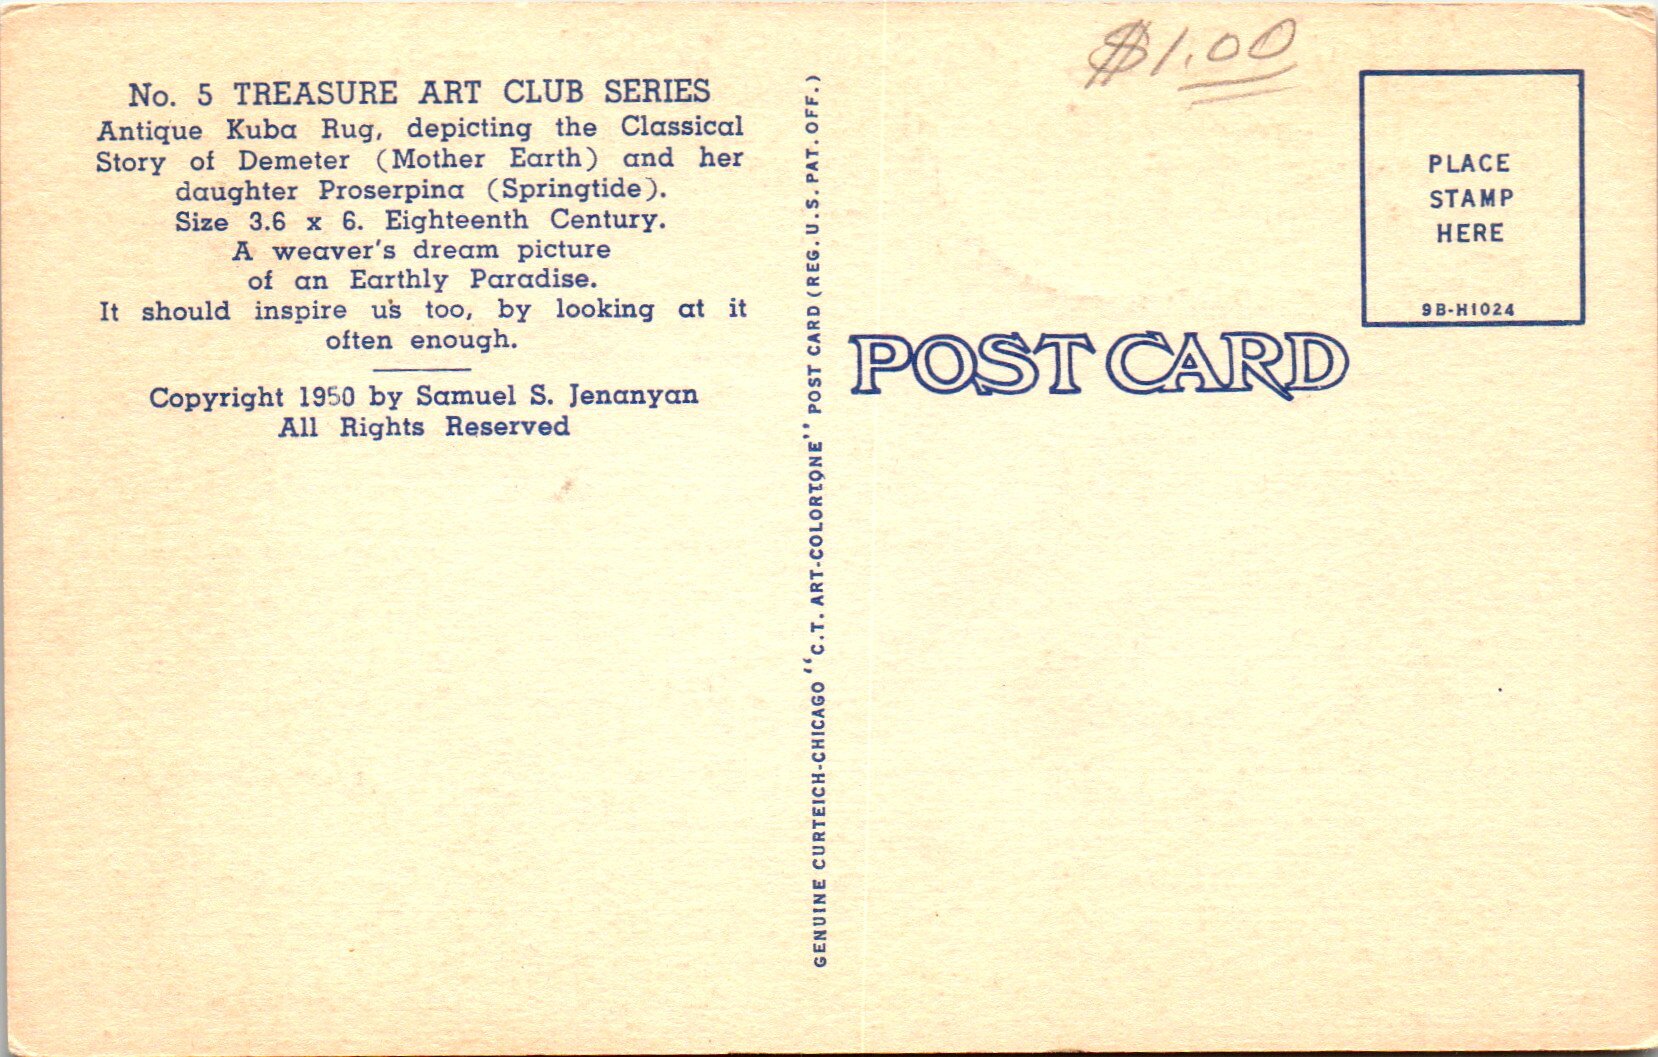 No. 5 TREASURE ART CLUB SERIES
Antique Kuba Rug, depicting the Classical
Story of Demeter (Mother Earth) and her
daughter Proserpina (Springtide).
Size 3.6 x 6. Eighteenth Century.
A weaver's dream picture
of an Earthly Paradise.
It should inspire us too, by looking at it
often enough.
Copyright 1950 by Samuel S. Jenanyan
All Rights Reserved
GENUINE CURTEICH-CHICAGO "C.T. ART-COLORTONE" POST CARD (REG. U.S. PAT. OFF.)
$1.00
PLACE
STAMP
HERE
9B-H1024
POST CARD